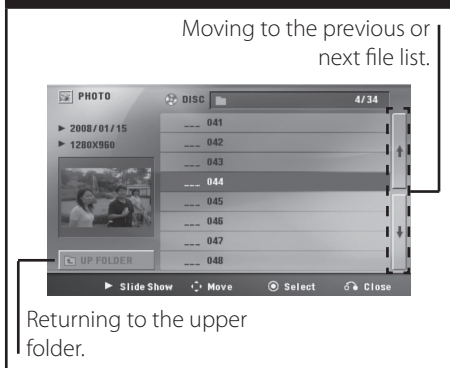 Moving to the previous or
next file list.
PHOTO
DISC
4/34
2008/01/15
1280X960
___ 041
___ 042
___ 043
___ 044
___ 045
___ 046
___ 047
___ 048
UP FOLDER
Slide Show
Move
Select
Close
Returning to the upper
folder.